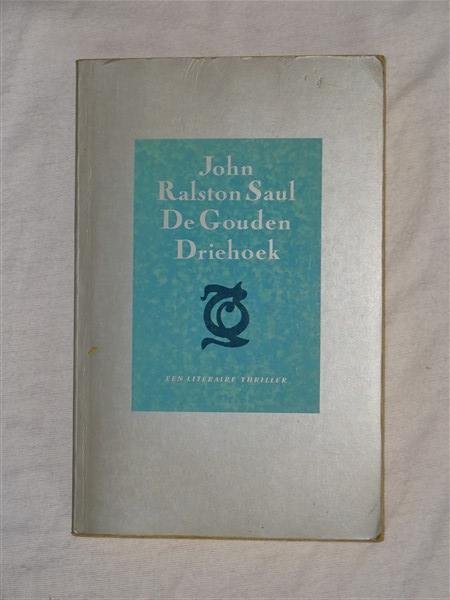 John
Ralston Saul
De Gouden
Driehoek
EEN LITERAIRE THRILLER